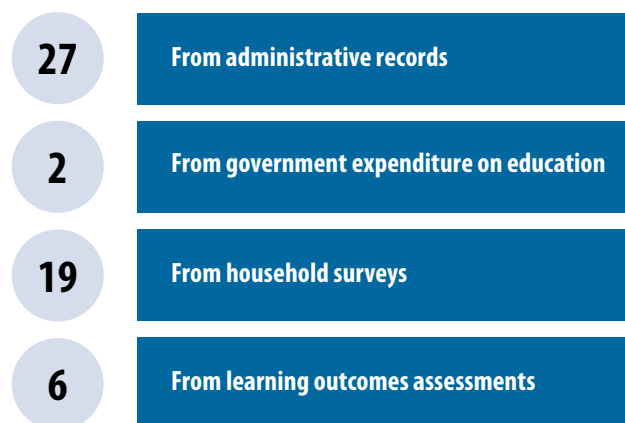 27
From administrative records
2
From government expenditure on education
19
From household surveys
6
From learning outcomes assessments